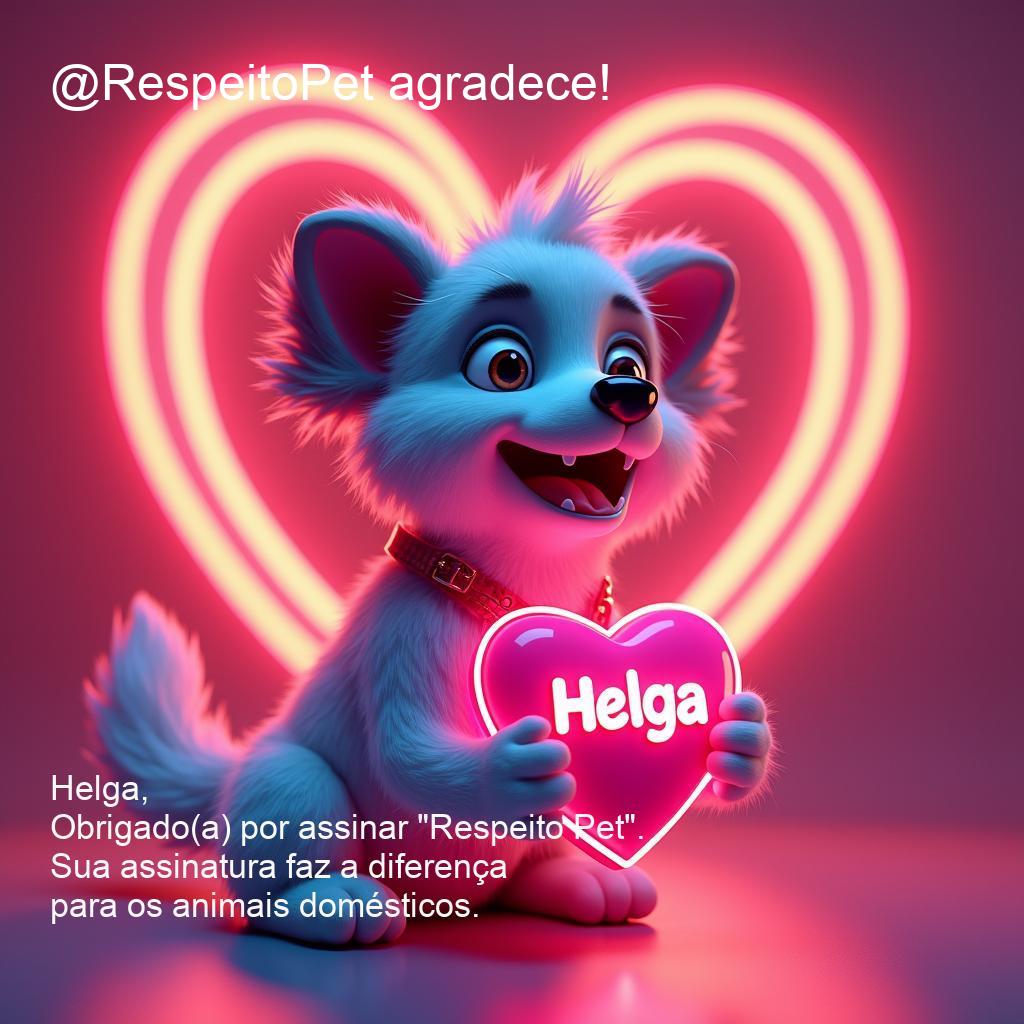 @RespeitoPet agradece!
Helga
Helga,
Obrigado(a) por assinar "Respeito Pet".
Sua assinatura faz a diferença
para os animais domésticos.